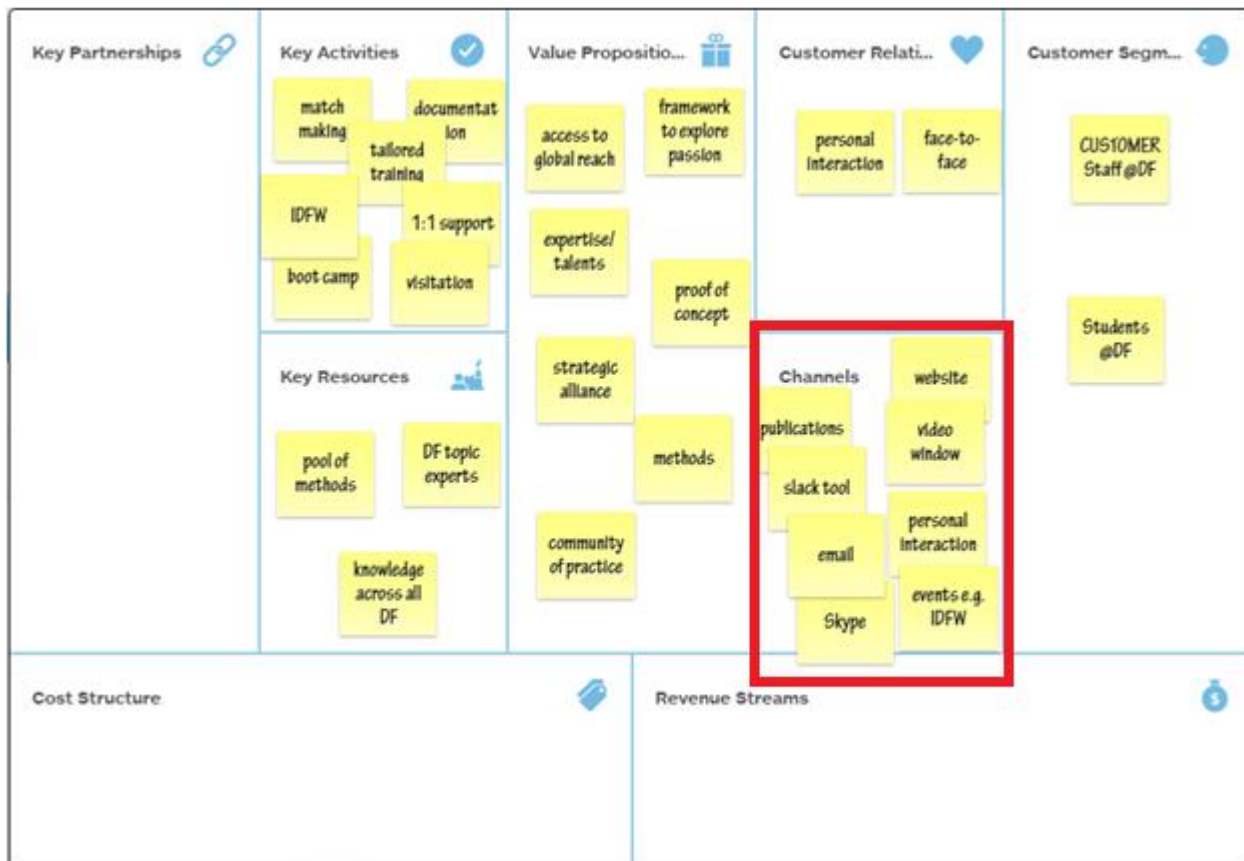 Key Partnerships
Key Activities
match
making
documentat
ion
tailored
training
IDFW
1:1 support
boot camp
visitation
Key Resources
pool of
methods
DF topic
experts
knowledge
across all
DF
Value Propositio...
access to
global reach
framework
to explore
passion
expertise/
talents
proof of
concept
strategic
alliance
methods
community
of practice
Customer Relati...
personal
interaction
face-to-
face
Channels
website
publications
video
window
slack tool
personal
interaction
email
events e.g.
IDFW
Skype
Customer Segm...
CUS10MER
Staff @DF
Students
@DF
Cost Structure
Revenue Streams
$